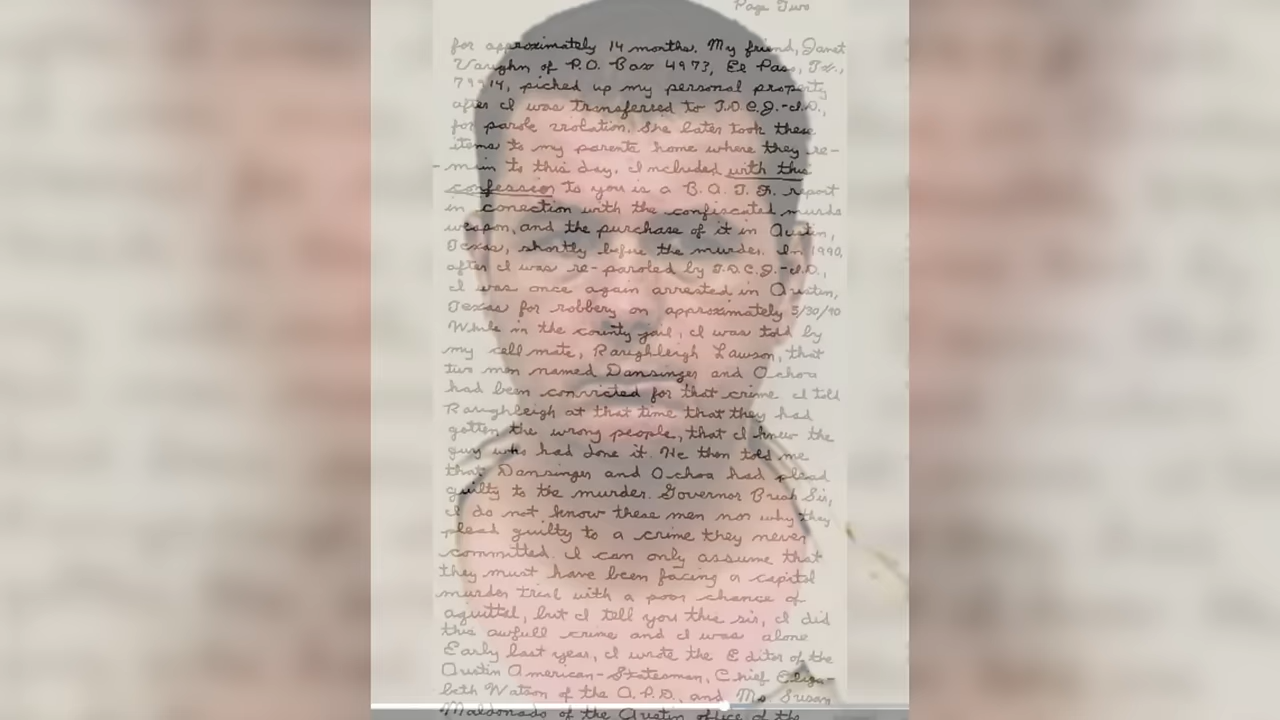 Page Two
for approximately 14 months. My friend, Janet
Vaughn of P.O. Box 4973, El Paso, Tx.,
79914, picked up my personal property
after I was transferred to T.D.C.J.-I.D.,
for parole violation. She later took these
items to my parents home where they re-
main to this day. Included with this
confession to you is a B.A.T.F. report
in conection with the confiscated murde
weapon, and the purchase of it in Austin,
Texas, shortly before the murder. In 1990,
after I was re-paroled by T.D.C.J.-I.D.,
I was once again arrested in Austin,
Texas for robbery on approximately 5/30/90
While in the county jail, I was told by
my cell mate, Raughleigh Lawson, that
two men named Dansinger and Ochoa
had been convicted for that crime I told
Raughleigh at that time that they had
gotten the wrong people, that I knew the
guy who had done it. He then told me
that Dansinger and Ochoa had plead
guilty to the murder. Governor Bush Sir,
I do not know these men nor why they
plead guilty to a crime they never
committed. I can only assume that
they must have been facing a capitol
murder trial with a poor chance of
aquittal, but I tell you this sir, I did
this awfull crime and I was alone
Early last year, I wrote the Editor of the
Austin American-Statesman, Chief Eliza-
beth Watson of the A.P.D., and Ms. Susan
Maldonado of the Austin office of the